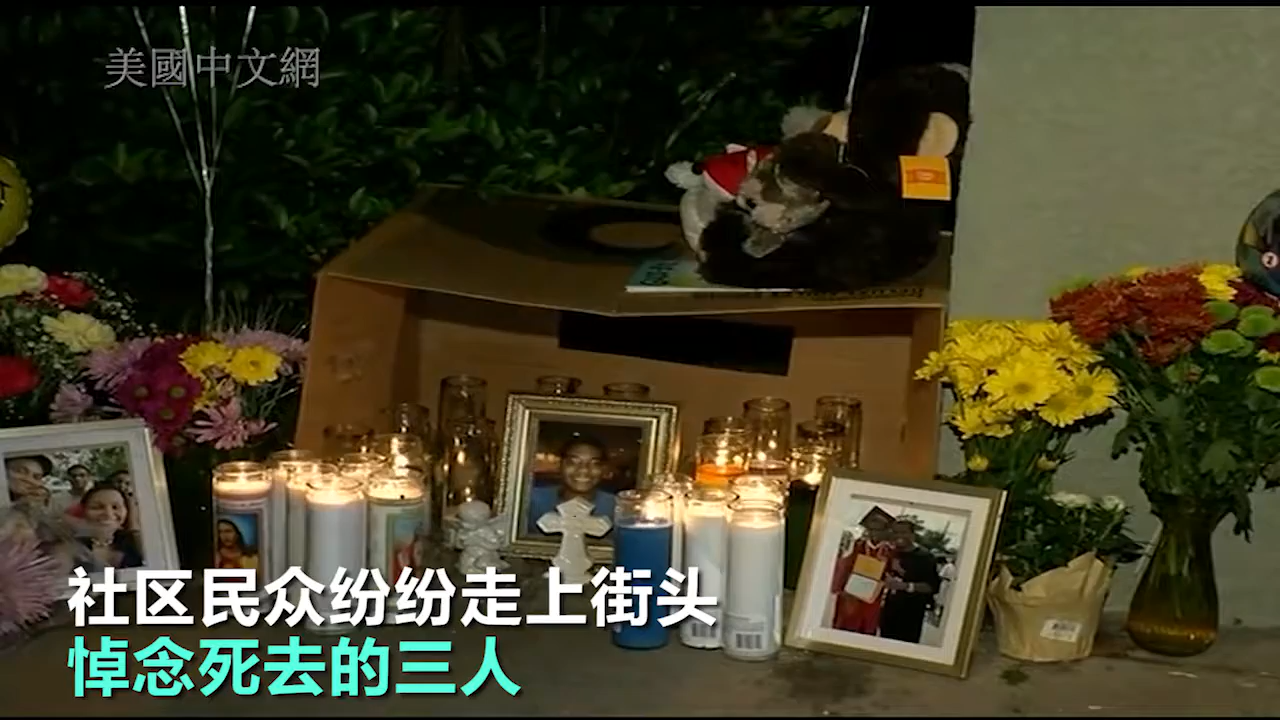 美國中文網
社区民众纷纷走上街头
悼念死去的三人